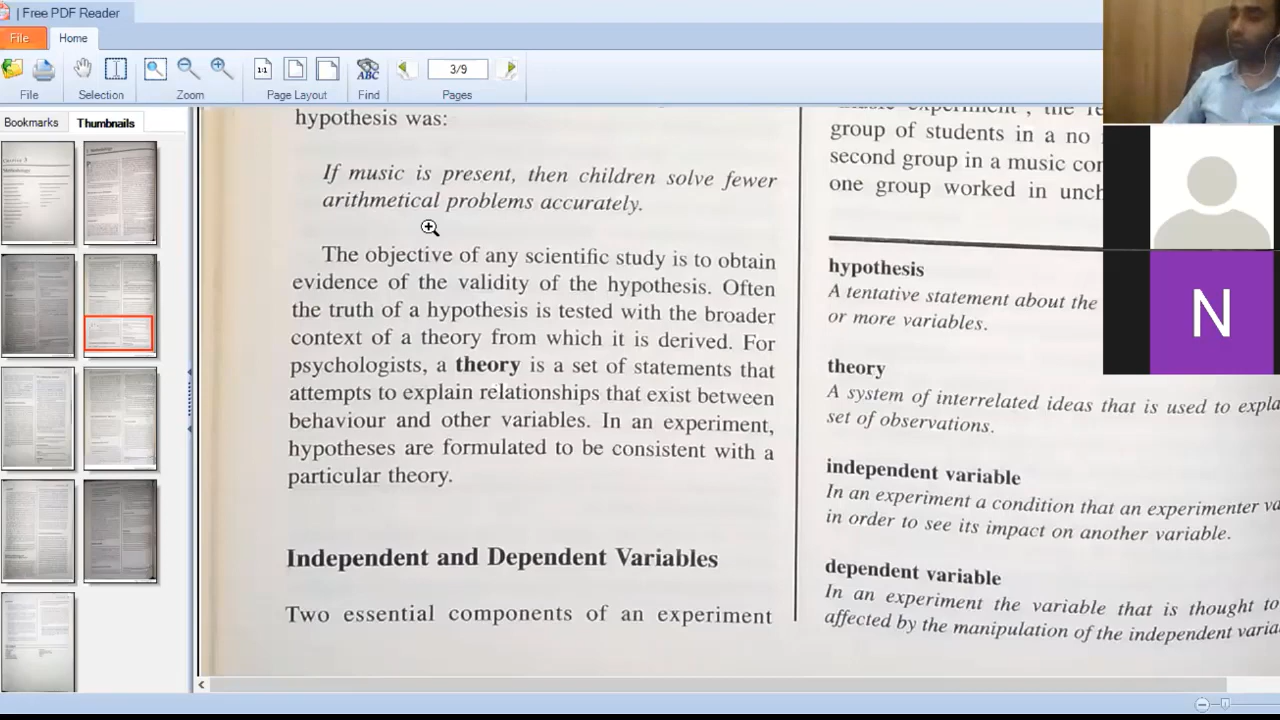 | Free PDF Reader
File
Home
File
Selection
Zoom
1:1
Page Layout
ABC
Find
3/9
Pages
Bookmarks
Thumbnails
hypothesis was:
If music is present, then children solve fewer
arithmetical problems accurately.
The objective of any scientific study is to obtain
evidence of the validity of the hypothesis. Often
the truth of a hypothesis is tested with the broader
context of a theory from which it is derived. For
psychologists, a theory is a set of statements that
attempts to explain relationships that exist between
behaviour and other variables. In an experiment,
hypotheses are formulated to be consistent with a
particular theory.
Independent and Dependent Variables
Two essential components of an experiment
music experiment, the
group of students in a no
second group in a music
one group worked in
hypothesis
A tentative statement about the
or more variables.
theory
A system of interrelated ideas that is used to
set of observations.
independent variable
In an experiment a condition that an experimenter
in order to see its impact on another variable.
dependent variable
In an experiment the variable that is thought to
affected by the manipulation of the independent
N